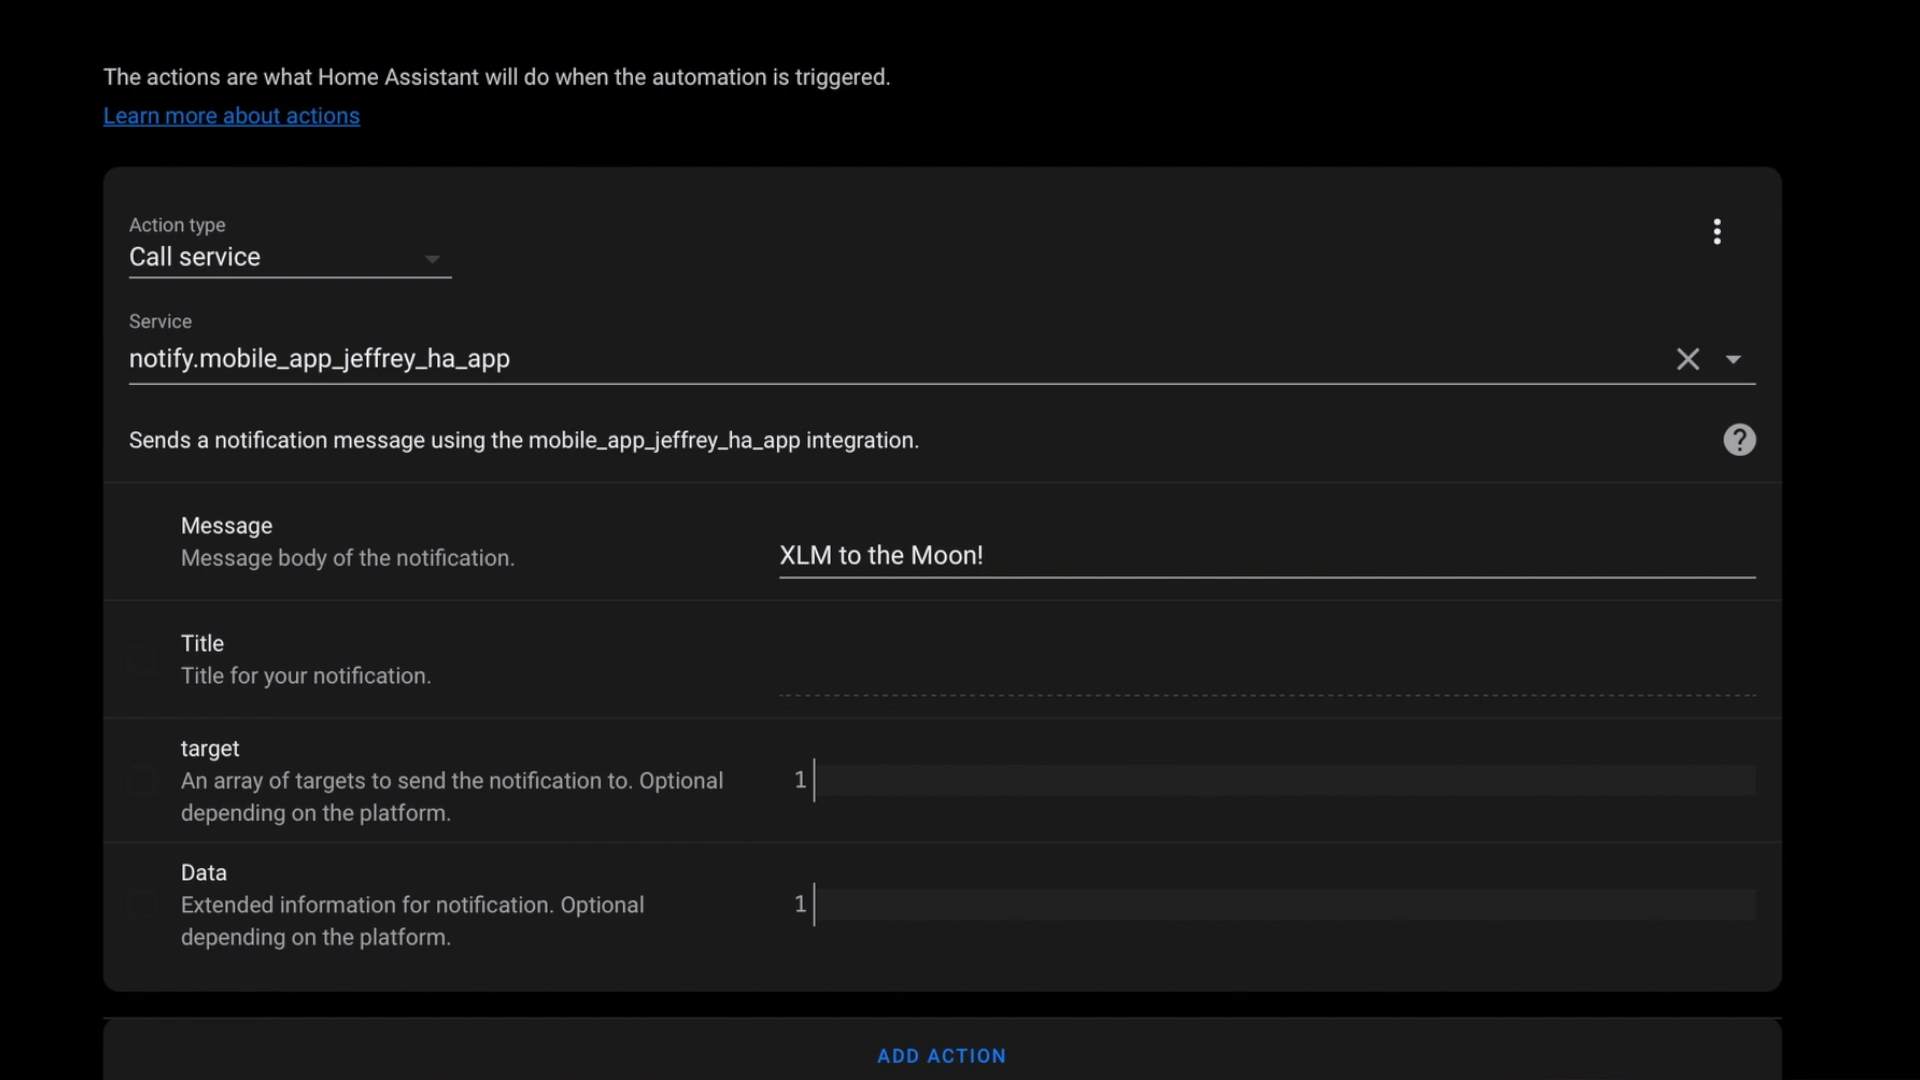 The actions are what Home Assistant will do when the automation is triggered.
Learn more about actions
Action type
Call service
Service
notify.mobile_app_jeffrey_ha_app
Sends a notification message using the mobile_app_jeffrey_ha_app integration.
?
Message
Message body of the notification.
XLM to the Moon!
Title
Title for your notification.
target
An array of targets to send the notification to. Optional
depending on the platform.
1
Data
Extended information for notification. Optional
depending on the platform.
1
ADD ACTION